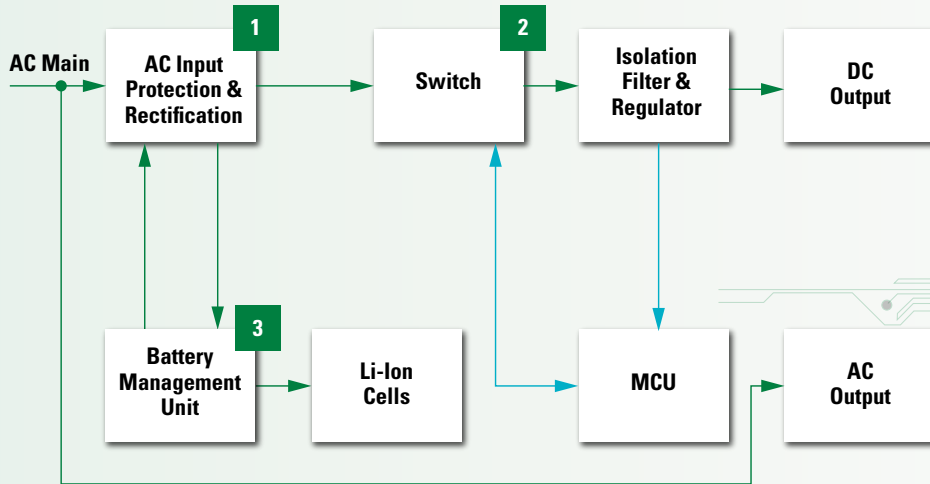 1
2
AC Main
AC Input
Protection &
Rectification
Switch
Isolation
Filter &
Regulator
DC
Output
3
Battery
Management
Unit
Li-Ion
Cells
MCU
AC
Output